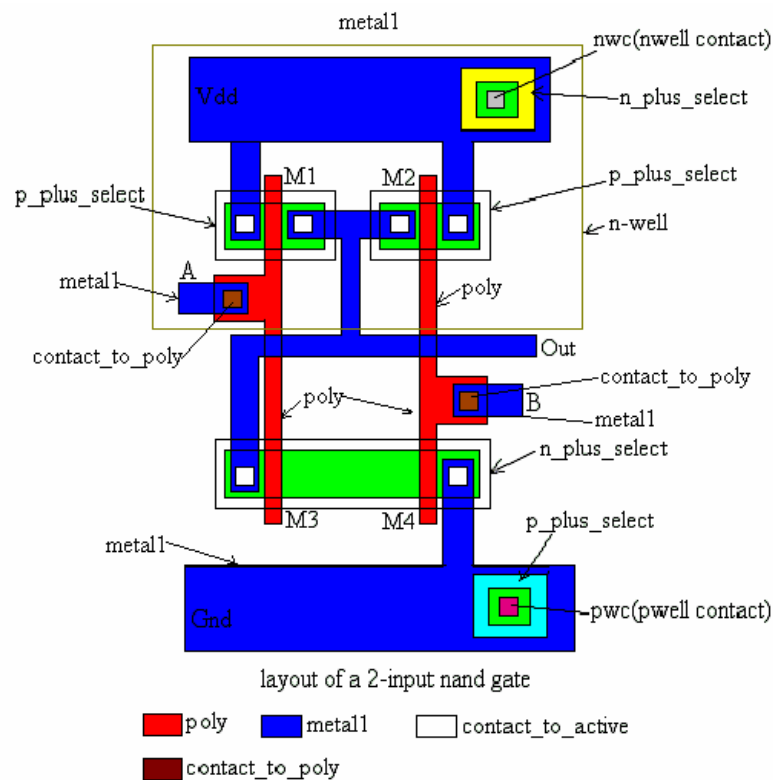 metal1
nwc(nwell contact)
Vdd
n_plus_select
M1
M2
p_plus_select
p_plus_select
n-well
A
metal1
poly
contact_to_poly
Out
contact_to_poly
poly
B
metal1
n_plus_select
M3
M4
p_plus_select
metal1
Gnd
pwc(pwell contact)
layout of a 2-input nand gate
poly
metal1
contact_to_active
contact_to_poly